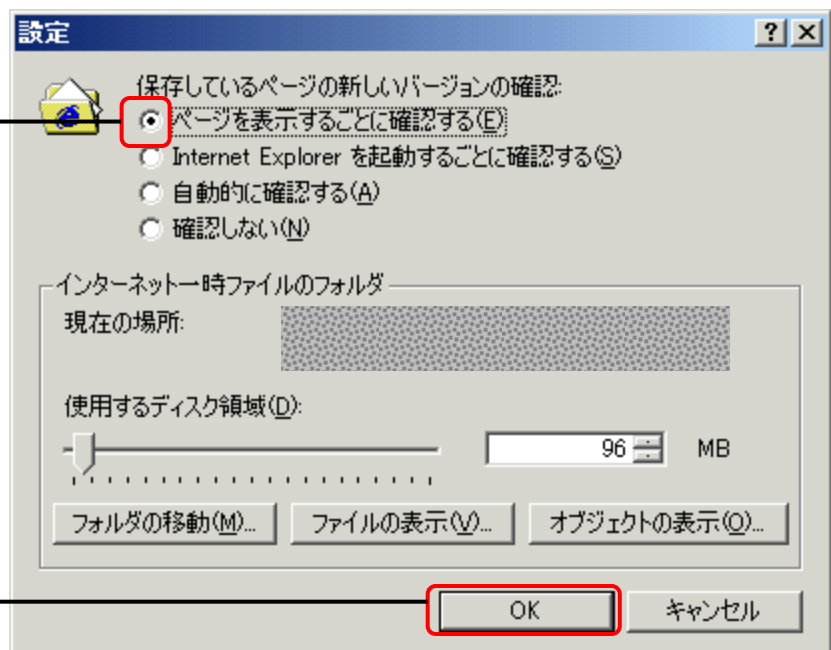 設定
保存しているページの新しいバージョンの確認:
ページを表示するごとに確認する(E)
Internet Explorer を起動するごとに確認する(S)
自動的に確認する(A)
確認しない(N)
インターネット一時ファイルのフォルダ
現在の場所:
使用するディスク領域(D):
96 MB
フォルダの移動(M)... ファイルの表示(V)... オブジェクトの表示(O)...
OK キャンセル